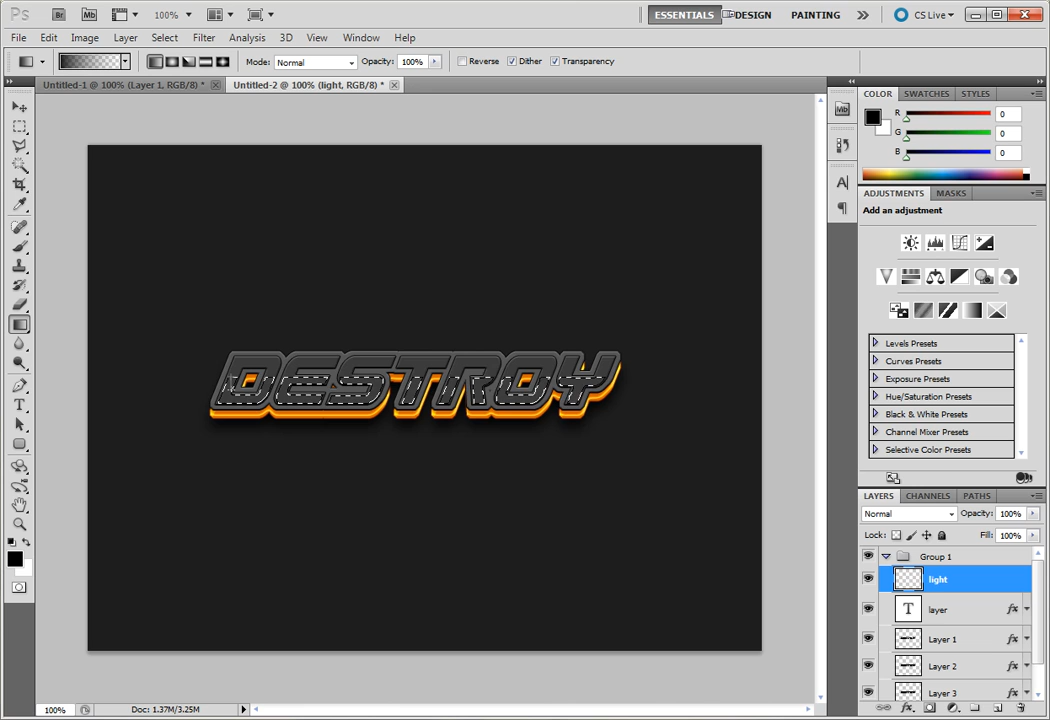 Ps Br Mb 100% ESSENTIALS DESIGN PAINTING CS Live
File Edit Image Layer Select Filter Analysis 3D View Window Help
Mode: Normal Opacity: 100% Reverse Dither Transparency
Untitled-1 @ 100% (Layer 1, RGB/8) * Untitled-2 @ 100% (light, RGB/8) *
COLOR SWATCHES STYLES
Mb
R 0
G 0
B 0
ADJUSTMENTS MASKS
Add an adjustment
DESTROY
Levels Presets
Curves Presets
Exposure Presets
Hue/Saturation Presets
Black & White Presets
Channel Mixer Presets
Selective Color Presets
LAYERS CHANNELS PATHS
Normal Opacity: 100%
Lock: Fill: 100%
Group 1
light
T layer fx
Layer 1 fx
Layer 2 fx
Layer 3 fx
100% Doc: 1.37M/3.25M